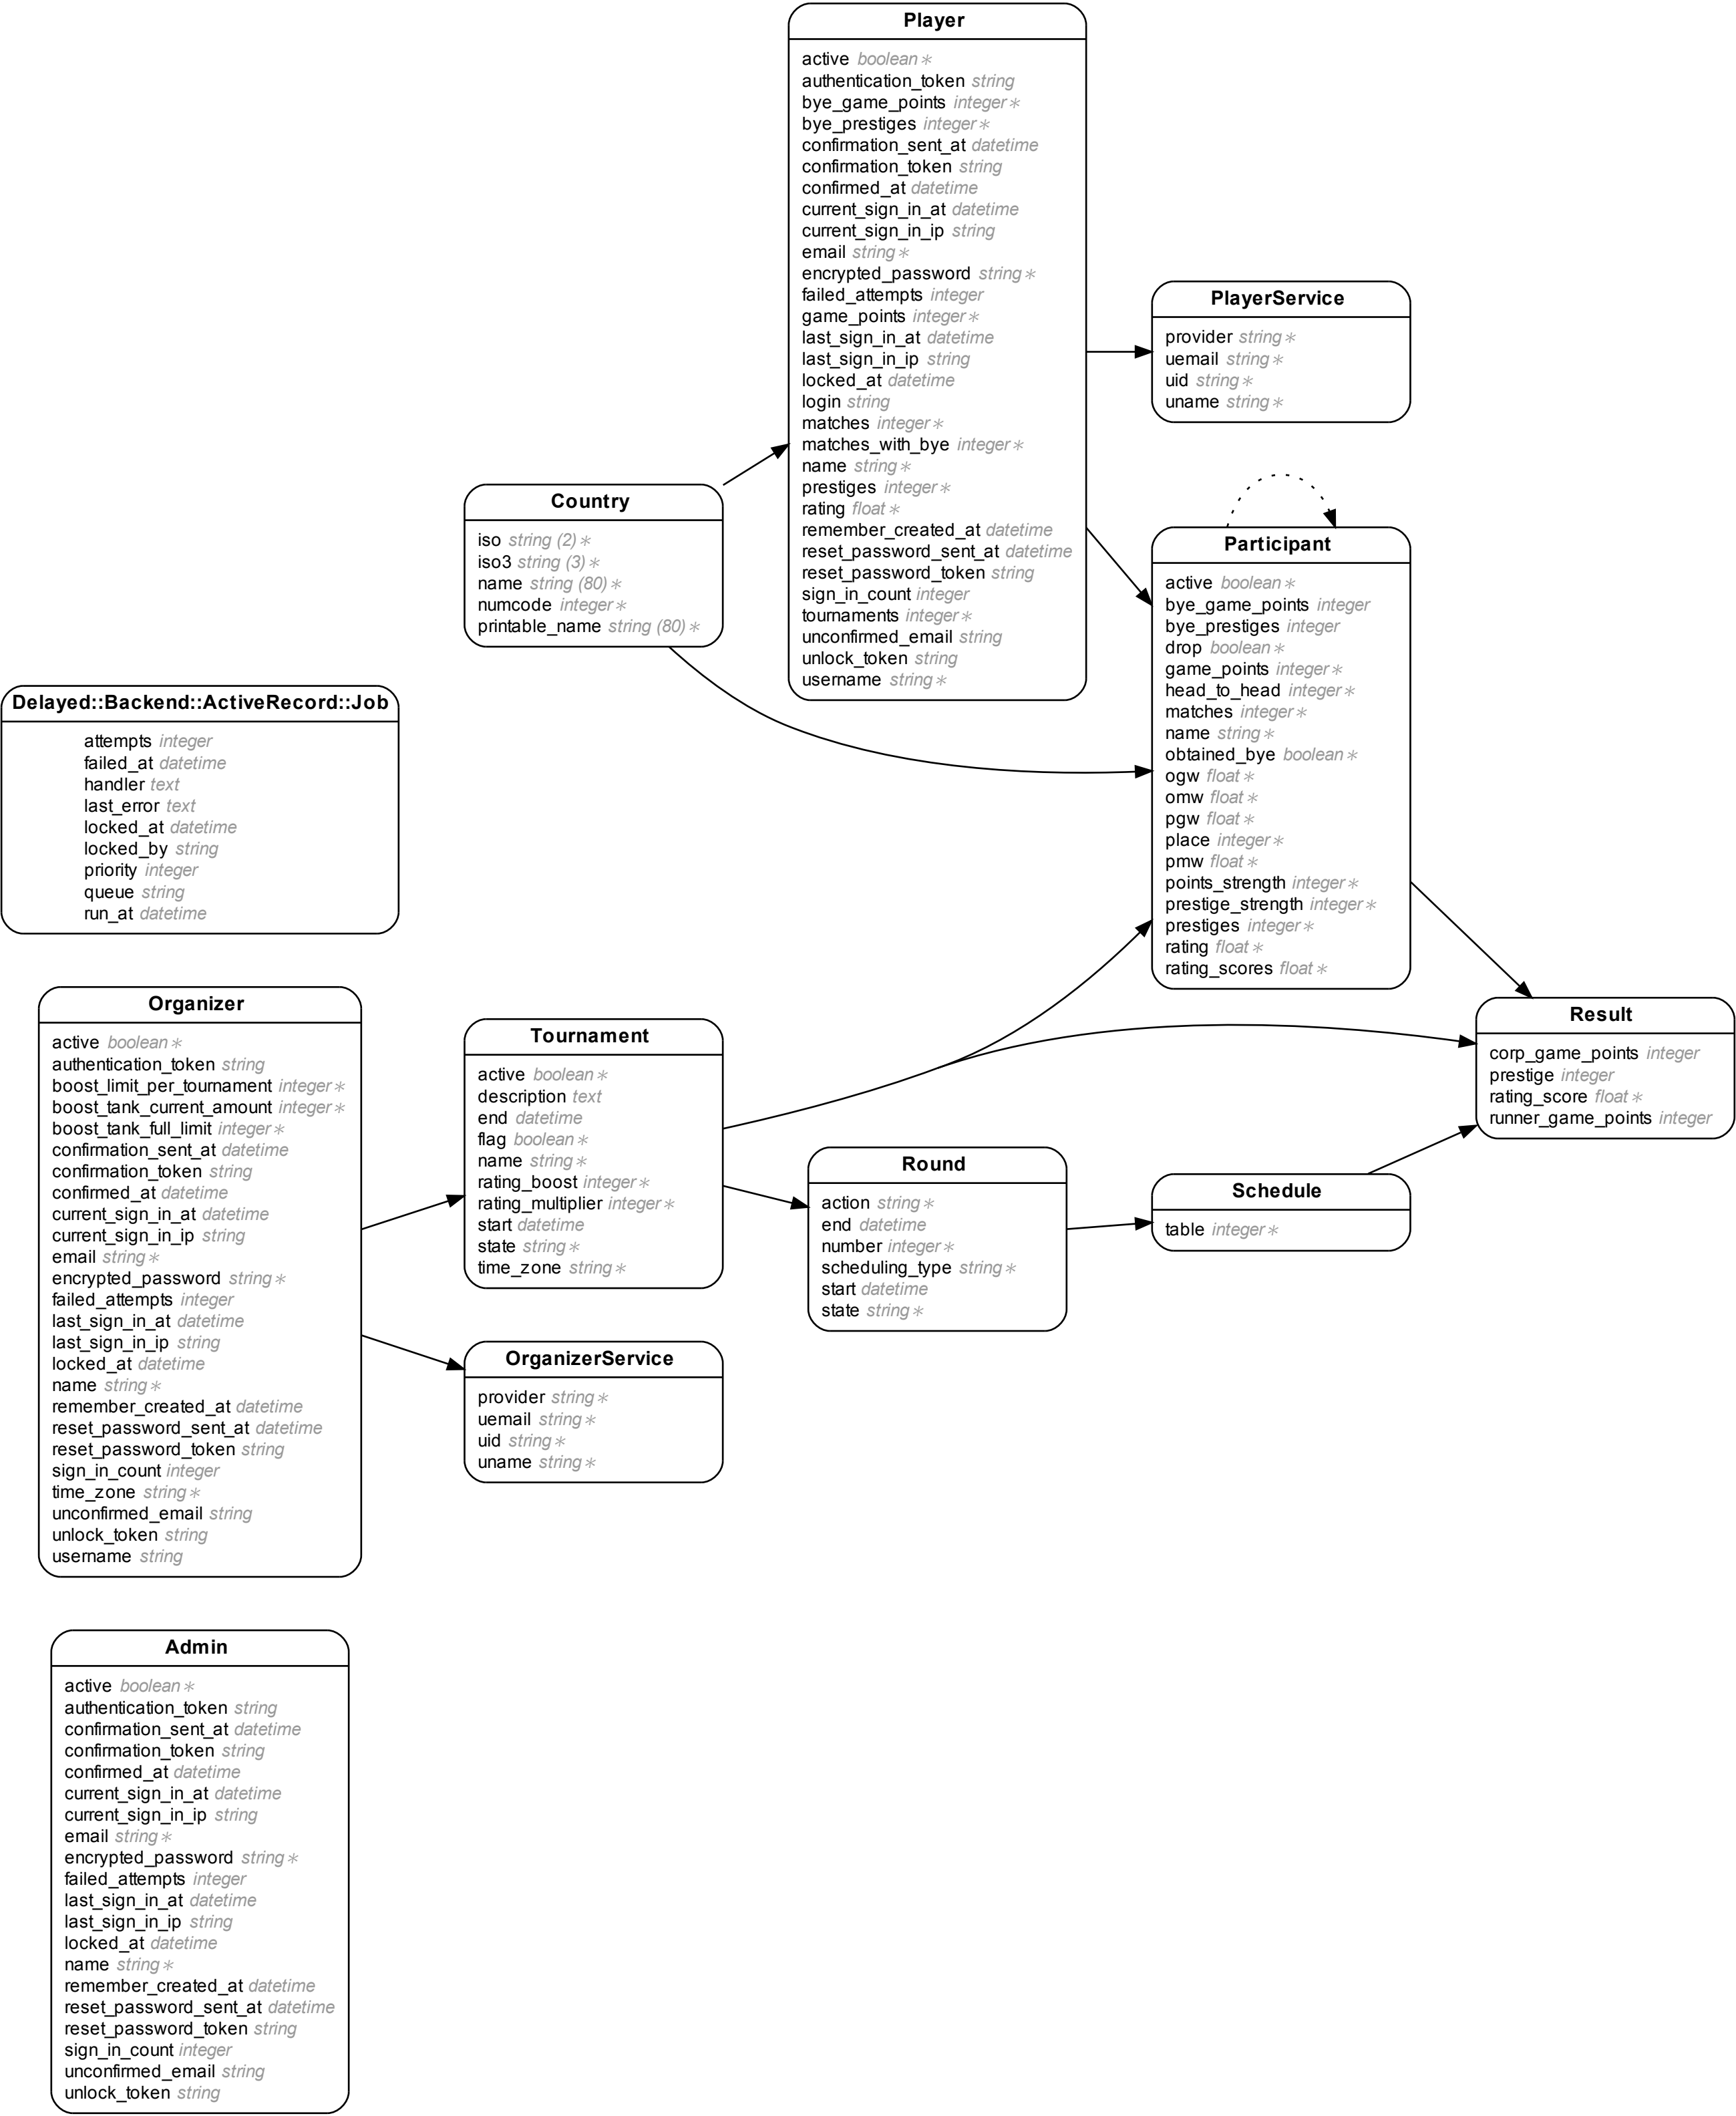 Player
active boolean ∗
authentication_token string
bye_game_points integer ∗
bye_prestiges integer ∗
confirmation_sent_at datetime
confirmation_token string
confirmed_at datetime
current_sign_in_at datetime
current_sign_in_ip string
email string ∗
encrypted_password string ∗
failed_attempts integer
game_points integer ∗
last_sign_in_at datetime
last_sign_in_ip string
locked_at datetime
login string
matches integer ∗
matches_with_bye integer ∗
name string ∗
prestiges integer ∗
rating float ∗
remember_created_at datetime
reset_password_sent_at datetime
reset_password_token string
sign_in_count integer
tournaments integer ∗
unconfirmed_email string
unlock_token string
username string ∗
PlayerService
provider string ∗
uemail string ∗
uid string ∗
uname string ∗
Country
iso string (2) ∗
iso3 string (3) ∗
name string (80) ∗
numcode integer ∗
printable_name string (80) ∗
Participant
active boolean ∗
bye_game_points integer
bye_prestiges integer
drop boolean ∗
game_points integer ∗
head_to_head integer ∗
matches integer ∗
name string ∗
obtained_bye boolean ∗
ogw float ∗
omw float ∗
pgw float ∗
place integer ∗
pmw float ∗
points_strength integer ∗
prestige_strength integer ∗
prestiges integer ∗
rating float ∗
rating_scores float ∗
Delayed::Backend::ActiveRecord::Job
attempts integer
failed_at datetime
handler text
last_error text
locked_at datetime
locked_by string
priority integer
queue string
run_at datetime
Organizer
active boolean ∗
authentication_token string
boost_limit_per_tournament integer ∗
boost_tank_current_amount integer ∗
boost_tank_full_limit integer ∗
confirmation_sent_at datetime
confirmation_token string
confirmed_at datetime
current_sign_in_at datetime
current_sign_in_ip string
email string ∗
encrypted_password string ∗
failed_attempts integer
last_sign_in_at datetime
last_sign_in_ip string
locked_at datetime
name string ∗
remember_created_at datetime
reset_password_sent_at datetime
reset_password_token string
sign_in_count integer
time_zone string ∗
unconfirmed_email string
unlock_token string
username string
Tournament
active boolean ∗
description text
end datetime
flag boolean ∗
name string ∗
rating_boost integer ∗
rating_multiplier integer ∗
start datetime
state string ∗
time_zone string ∗
Result
corp_game_points integer
prestige integer
rating_score float ∗
runner_game_points integer
Round
action string ∗
end datetime
number integer ∗
scheduling_type string ∗
start datetime
state string ∗
Schedule
table integer ∗
OrganizerService
provider string ∗
uemail string ∗
uid string ∗
uname string ∗
Admin
active boolean ∗
authentication_token string
confirmation_sent_at datetime
confirmation_token string
confirmed_at datetime
current_sign_in_at datetime
current_sign_in_ip string
email string ∗
encrypted_password string ∗
failed_attempts integer
last_sign_in_at datetime
last_sign_in_ip string
locked_at datetime
name string ∗
remember_created_at datetime
reset_password_sent_at datetime
reset_password_token string
sign_in_count integer
unconfirmed_email string
unlock_token string